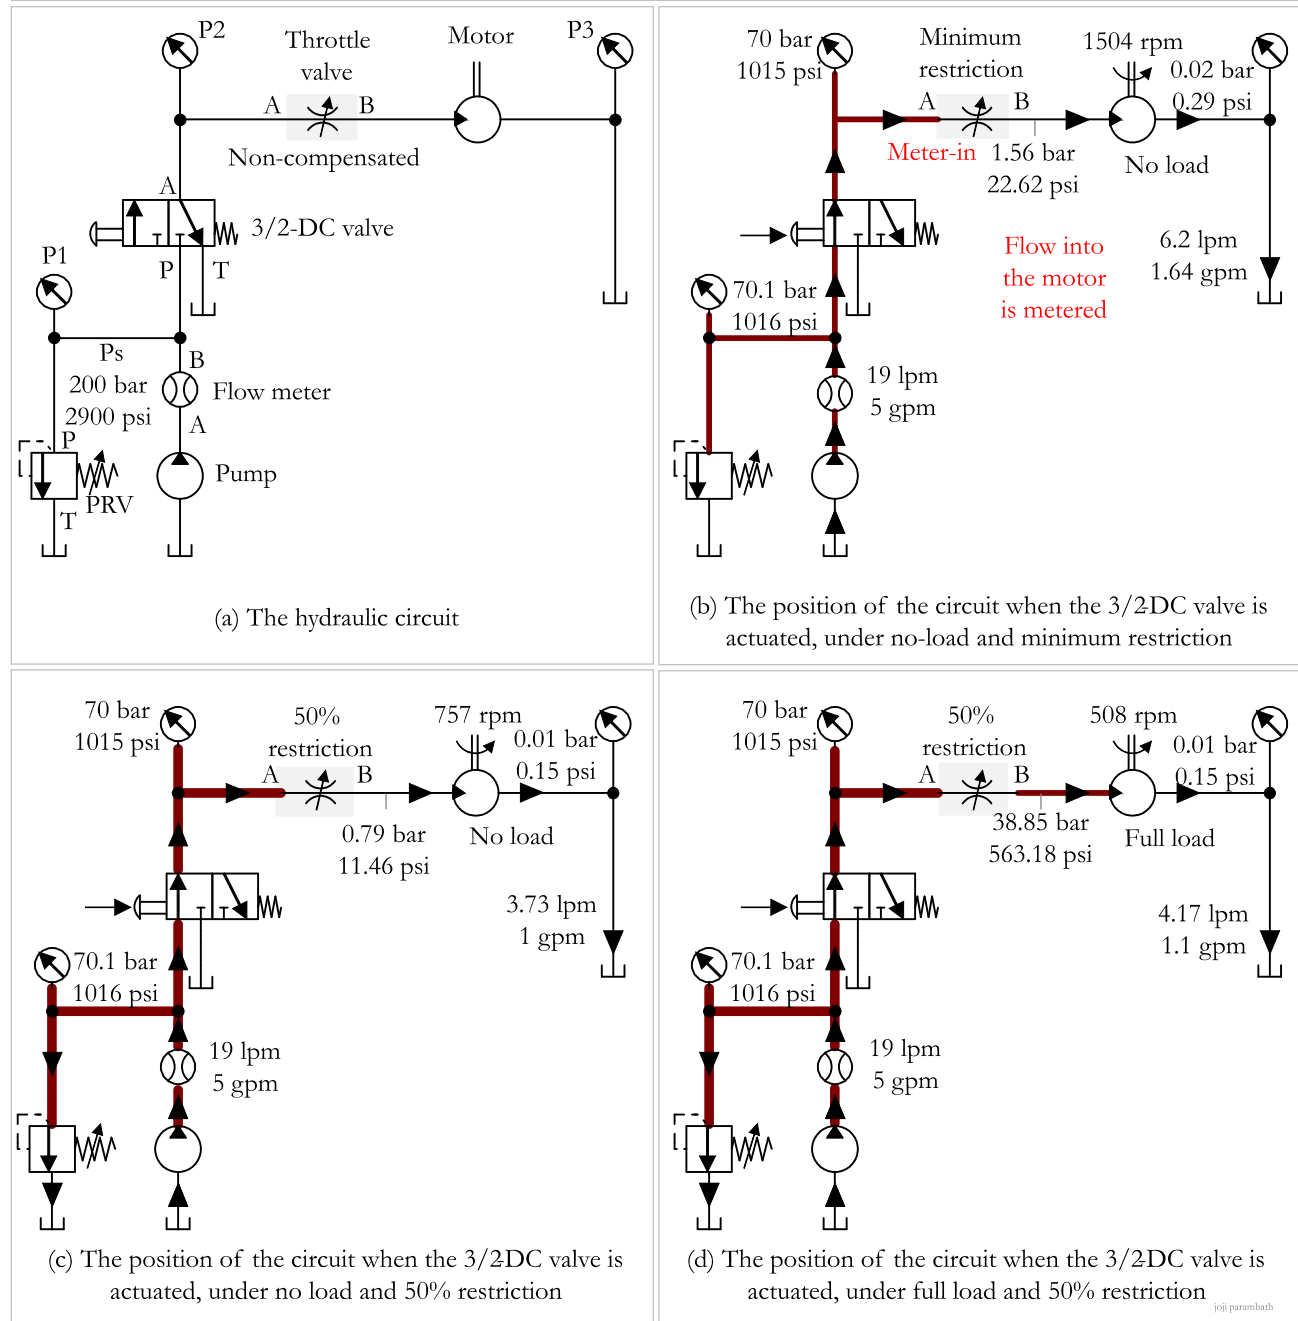 P2
Throttle
valve
Motor
P3
A
B
Non-compensated
A
3/2-DC valve
P1
P
T
Ps
B
200 bar
2900 psi
Flow meter
A
P
Pump
PRV
T
(a) The hydraulic circuit
70 bar
1015 psi
Minimum
restriction
1504 rpm
0.02 bar
0.29 psi
A
B
Meter-in
1.56 bar
22.62 psi
No load
Flow into
the motor
is metered
6.2 lpm
1.64 gpm
70.1 bar
1016 psi
19 lpm
5 gpm
(b) The position of the circuit when the 3/2-DC valve is
actuated, under no-load and minimum restriction
70 bar
1015 psi
50%
restriction
757 rpm
0.01 bar
0.15 psi
A
B
0.79 bar
11.46 psi
No load
3.73 lpm
1 gpm
70.1 bar
1016 psi
19 lpm
5 gpm
(c) The position of the circuit when the 3/2-DC valve is
actuated, under no load and 50% restriction
70 bar
1015 psi
50%
restriction
508 rpm
0.01 bar
0.15 psi
A
B
38.85 bar
563.18 psi
Full load
4.17 lpm
1.1 gpm
70.1 bar
1016 psi
19 lpm
5 gpm
(d) The position of the circuit when the 3/2-DC valve is
actuated, under full load and 50% restriction
joji parambath